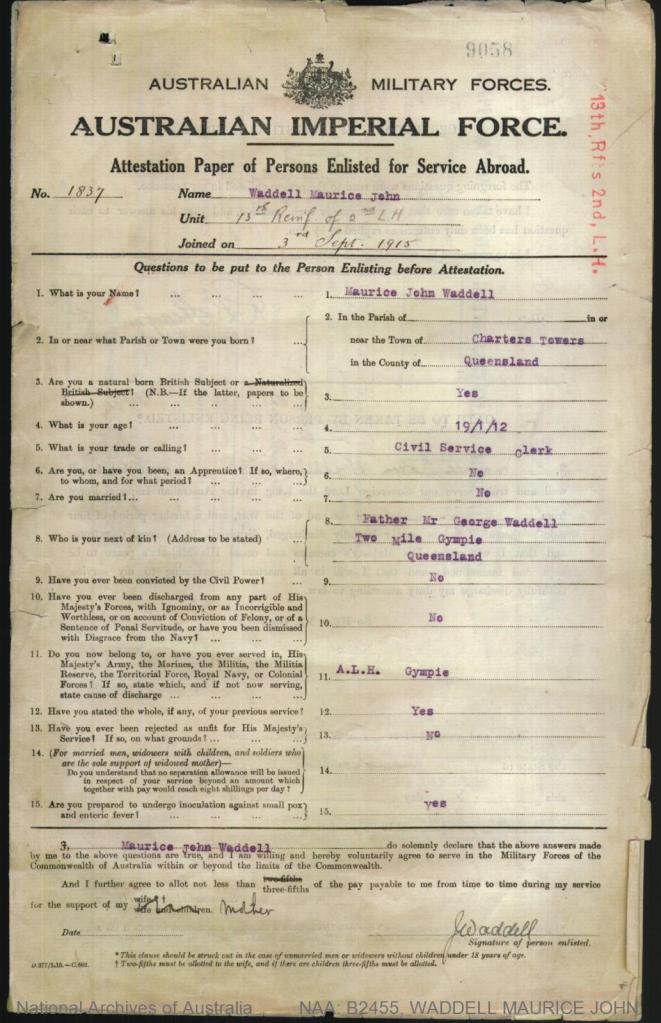 9058
AUSTRALIAN MILITARY FORCES.
AUSTRALIAN IMPERIAL FORCE.
13th, Rf's 2nd, L.H.
Attestation Paper of Persons Enlisted for Service Abroad.
No. 1837 Name Waddell Maurice John
Unit 13th Reinf. of 2nd LH
Joined on 3rd Sept. 1915
Questions to be put to the Person Enlisting before Attestation.
1. What is your Name? ... ... ... ... 1. Maurice John Waddell
2. In or near what Parish or Town were you born? ... 2. In the Parish of in or
near the Town of Charters Towers
in the County of Queensland
3. Are you a natural born British Subject or a Naturalized
British Subject? (N.B.—If the latter, papers to be
shown.) ... ... ... ... 3. Yes
4. What is your age? ... ... ... ... 4. 19/1/12
5. What is your trade or calling? ... ... ... 5. Civil Service Clerk
6. Are you, or have you been, an Apprentice? If so, where,
to whom, and for what period? ... ... ... 6. No
7. Are you married?... ... ... ... ... 7. No
8. Who is your next of kin? (Address to be stated) ... 8. Father Mr George Waddell
Two Mile Gympie
Queensland
9. Have you ever been convicted by the Civil Power? ... 9. No
10. Have you ever been discharged from any part of His
Majesty's Forces, with Ignominy, or as Incorrigible and
Worthless, or on account of Conviction of Felony, or of a
Sentence of Penal Servitude, or have you been dismissed
with Disgrace from the Navy? ... ... ... 10. No
11. Do you now belong to, or have you ever served in, His
Majesty's Army, the Marines, the Militia, the Militia
Reserve, the Territorial Force, Royal Navy, or Colonial
Forces? If so, state which, and if not now serving,
state cause of discharge ... ... ... ... 11. A.L.H. Gympie
12. Have you stated the whole, if any, of your previous service? 12. Yes
13. Have you ever been rejected as unfit for His Majesty's
Service? If so, on what grounds? ... ... ... 13. No
14. (For married men, widowers with children, and soldiers who
are the sole support of widowed mother)—
Do you understand that no separation allowance will be issued
in respect of your service beyond an amount which
together with pay would reach eight shillings per day? ... 14.
15. Are you prepared to undergo inoculation against small pox
and enteric fever? ... ... ... ... 15. yes
I, Maurice John Waddell do solemnly declare that the above answers made
by me to the above questions are true, and I am willing and hereby voluntarily agree to serve in the Military Forces of the
Commonwealth of Australia within or beyond the limits of the Commonwealth.
And I further agree to allot not less than two-fifths three-fifths of the pay payable to me from time to time during my service
for the support of my wife† wife and children. Mother
Date
JWaddell
Signature of person enlisted.
* This clause should be struck out in the case of unmarried men or widowers without children under 18 years of age.
† Two-fifths must be allotted to the wife, and if there are children three-fifths must be allotted.
National Archives of Australia NAA: B2455, WADDELL MAURICE JOHN